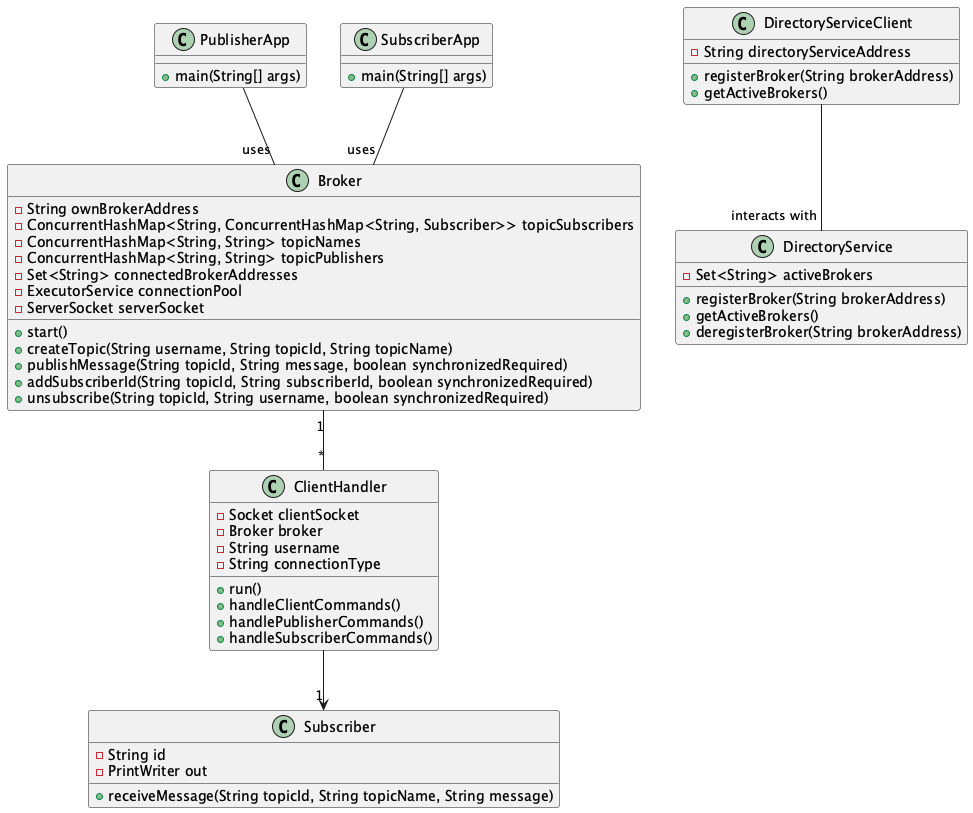 C PublisherApp
main(String[] args)
C SubscriberApp
main(String[] args)
C DirectoryServiceClient
String directoryServiceAddress
registerBroker(String brokerAddress)
getActiveBrokers()
uses
uses
C Broker
String ownBrokerAddress
ConcurrentHashMap<String, ConcurrentHashMap<String, Subscriber>> topicSubscribers
ConcurrentHashMap<String, String> topicNames
ConcurrentHashMap<String, String> topicPublishers
Set<String> connectedBrokerAddresses
ExecutorService connectionPool
ServerSocket serverSocket
start()
createTopic(String username, String topicId, String topicName)
publishMessage(String topicId, String message, boolean synchronizedRequired)
addSubscriberId(String topicId, String subscriberId, boolean synchronizedRequired)
unsubscribe(String topicId, String username, boolean synchronizedRequired)
interacts with
C DirectoryService
Set<String> activeBrokers
registerBroker(String brokerAddress)
getActiveBrokers()
deregisterBroker(String brokerAddress)
1
*
C ClientHandler
Socket clientSocket
Broker broker
String username
String connectionType
run()
handleClientCommands()
handlePublisherCommands()
handleSubscriberCommands()
1
C Subscriber
String id
PrintWriter out
receiveMessage(String topicId, String topicName, String message)